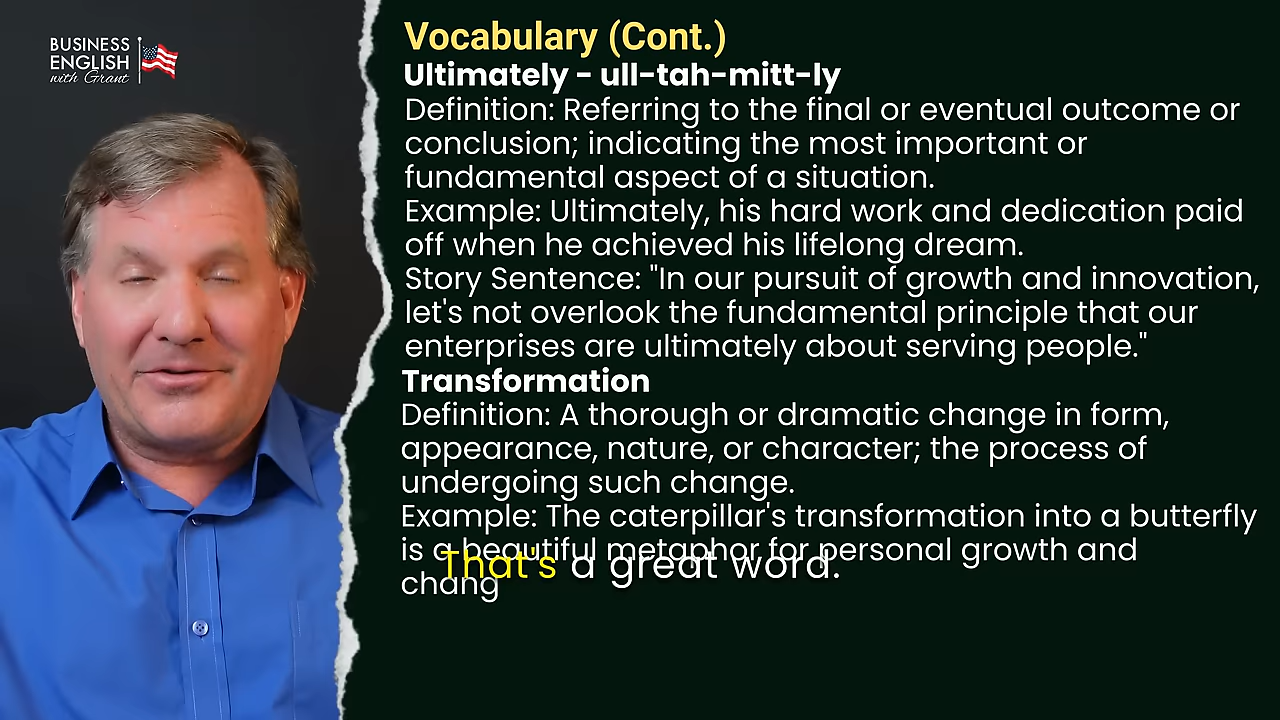 BUSINESS
ENGLISH
with Grant
Vocabulary (Cont.)
Ultimately - ull-tah-mitt-ly
Definition: Referring to the final or eventual outcome or
conclusion; indicating the most important or
fundamental aspect of a situation.
Example: Ultimately, his hard work and dedication paid
off when he achieved his lifelong dream.
Story Sentence: "In our pursuit of growth and innovation,
let's not overlook the fundamental principle that our
enterprises are ultimately about serving people."
Transformation
Definition: A thorough or dramatic change in form,
appearance, nature, or character; the process of
undergoing such change.
Example: The caterpillar's transformation into a butterfly
is a beautiful metaphor for personal growth and
That's a great word.
chang